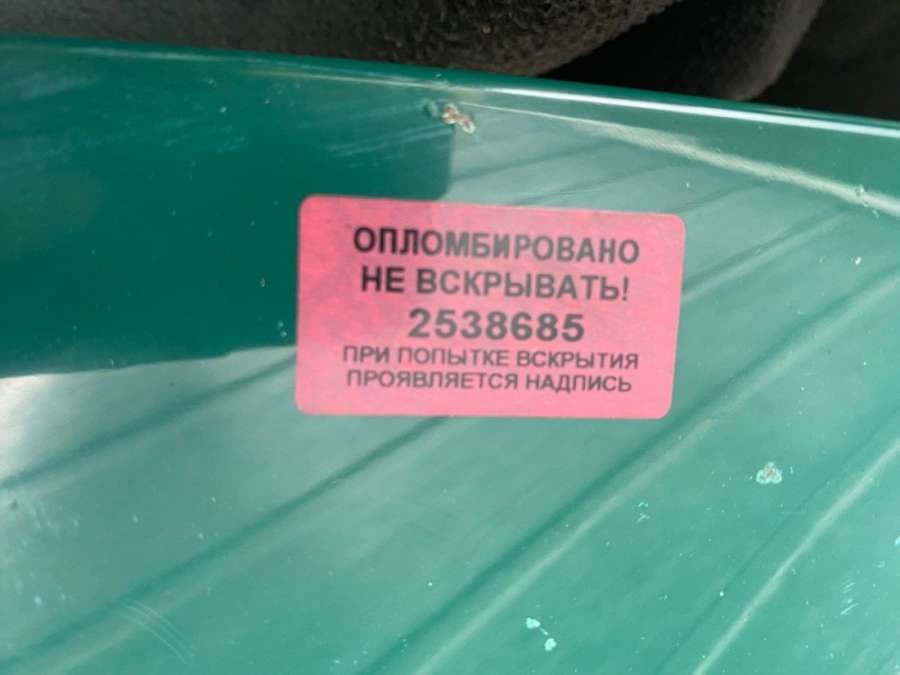 ОПЛОМБИРОВАНО
НЕ ВСКРЫВАТЬ!
2538685
ПРИ ПОПЫТКЕ ВСКРЫТИЯ
ПРОЯВЛЯЕТСЯ НАДПИСЬ